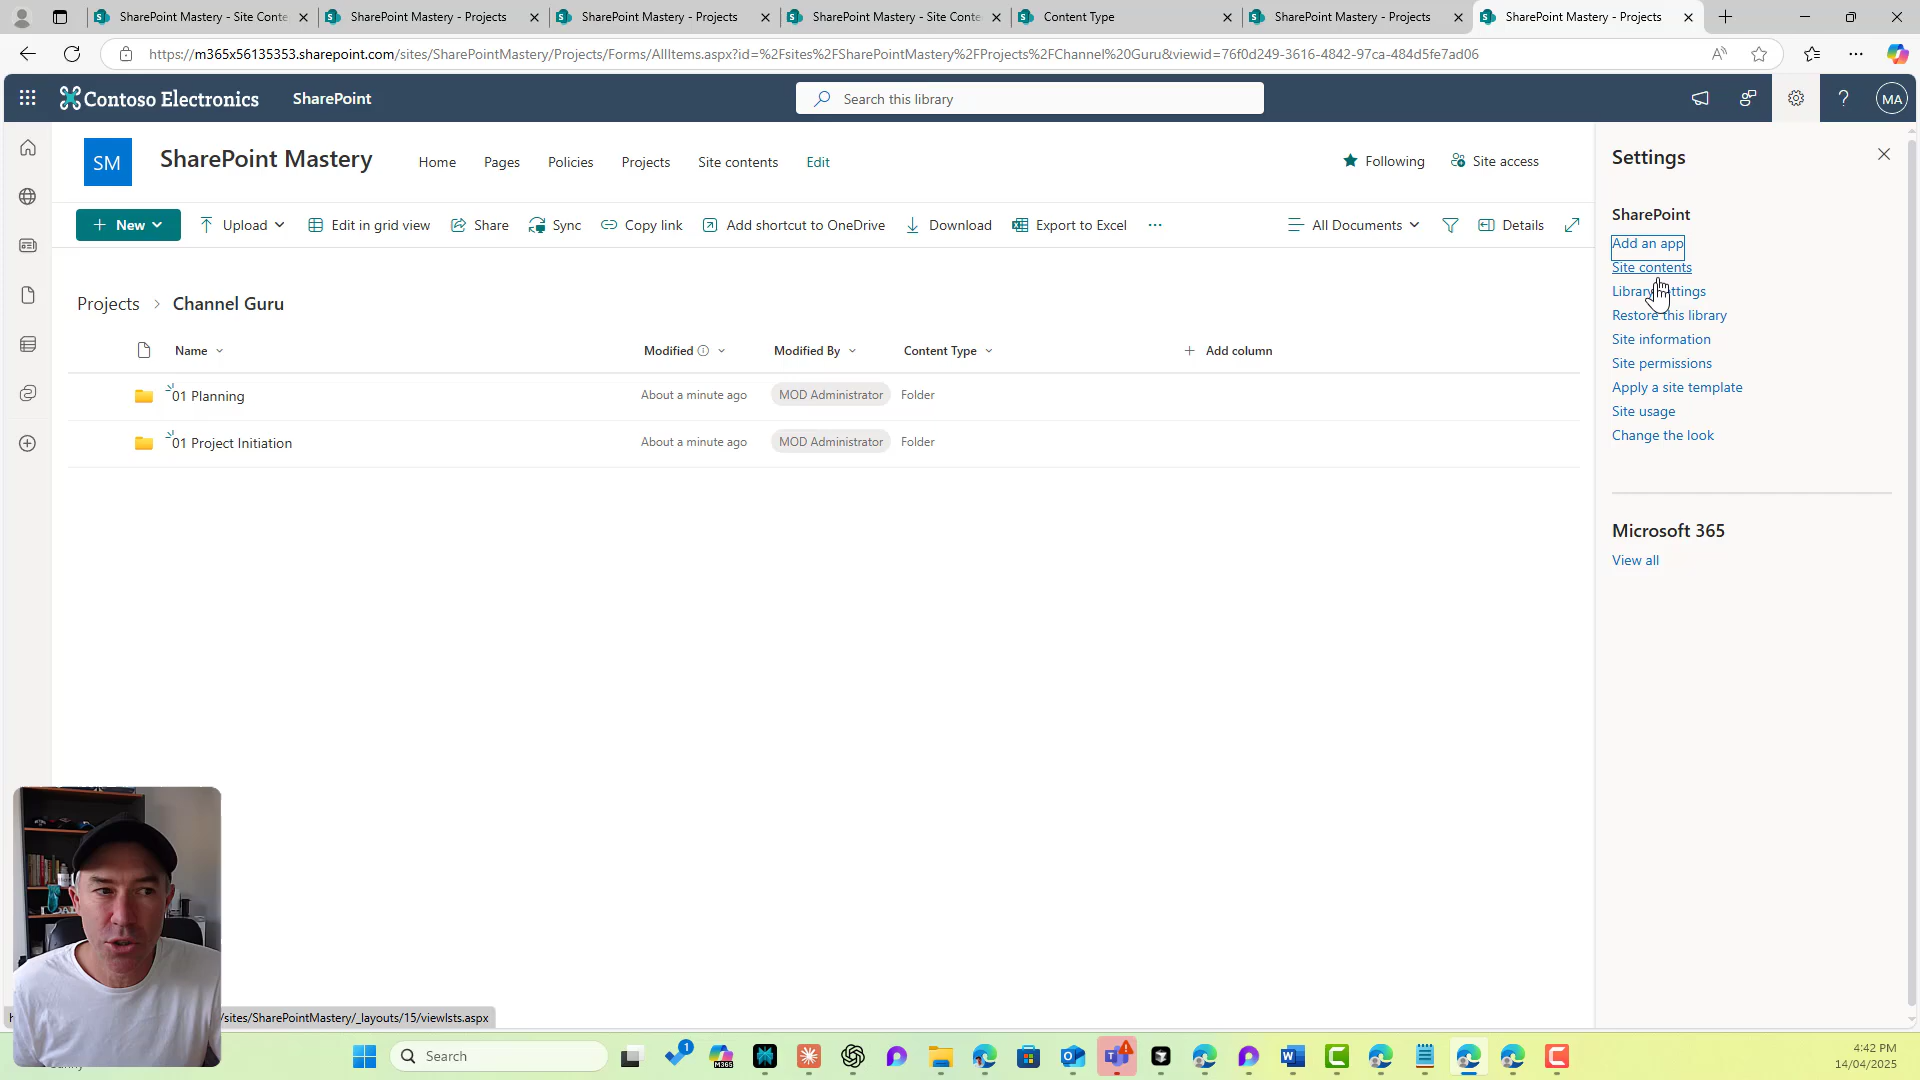 SharePoint Mastery - Site Conte
SharePoint Mastery - Projects
SharePoint Mastery - Projects
SharePoint Mastery - Site Conte
Content Type
SharePoint Mastery - Projects
SharePoint Mastery - Projects
https://m365x56135353.sharepoint.com/sites/SharePointMastery/Projects/Forms/AllItems.aspx?id=%2Fsites%2FSharePointMastery%2FProjects%2FChannel%20Guru&viewid=76f0d249-3616-4842-97ca-484d5fe7ad06
Contoso Electronics
SharePoint
Search this library
MA
SM
SharePoint Mastery
Home
Pages
Policies
Projects
Site contents
Edit
Following
Site access
New
Upload
Edit in grid view
Share
Sync
Copy link
Add shortcut to OneDrive
Download
Export to Excel
All Documents
Details
Projects > Channel Guru
Name
Modified
Modified By
Content Type
Add column
01 Planning
About a minute ago
MOD Administrator
Folder
01 Project Initiation
About a minute ago
MOD Administrator
Folder
Settings
SharePoint
Add an app
Site contents
Library ttings
Restore this library
Site information
Site permissions
Apply a site template
Site usage
Change the look
Microsoft 365
View all
/sites/SharePointMastery/_layouts/15/viewlsts.aspx
Search
1
M365
4:42 PM
14/04/2025